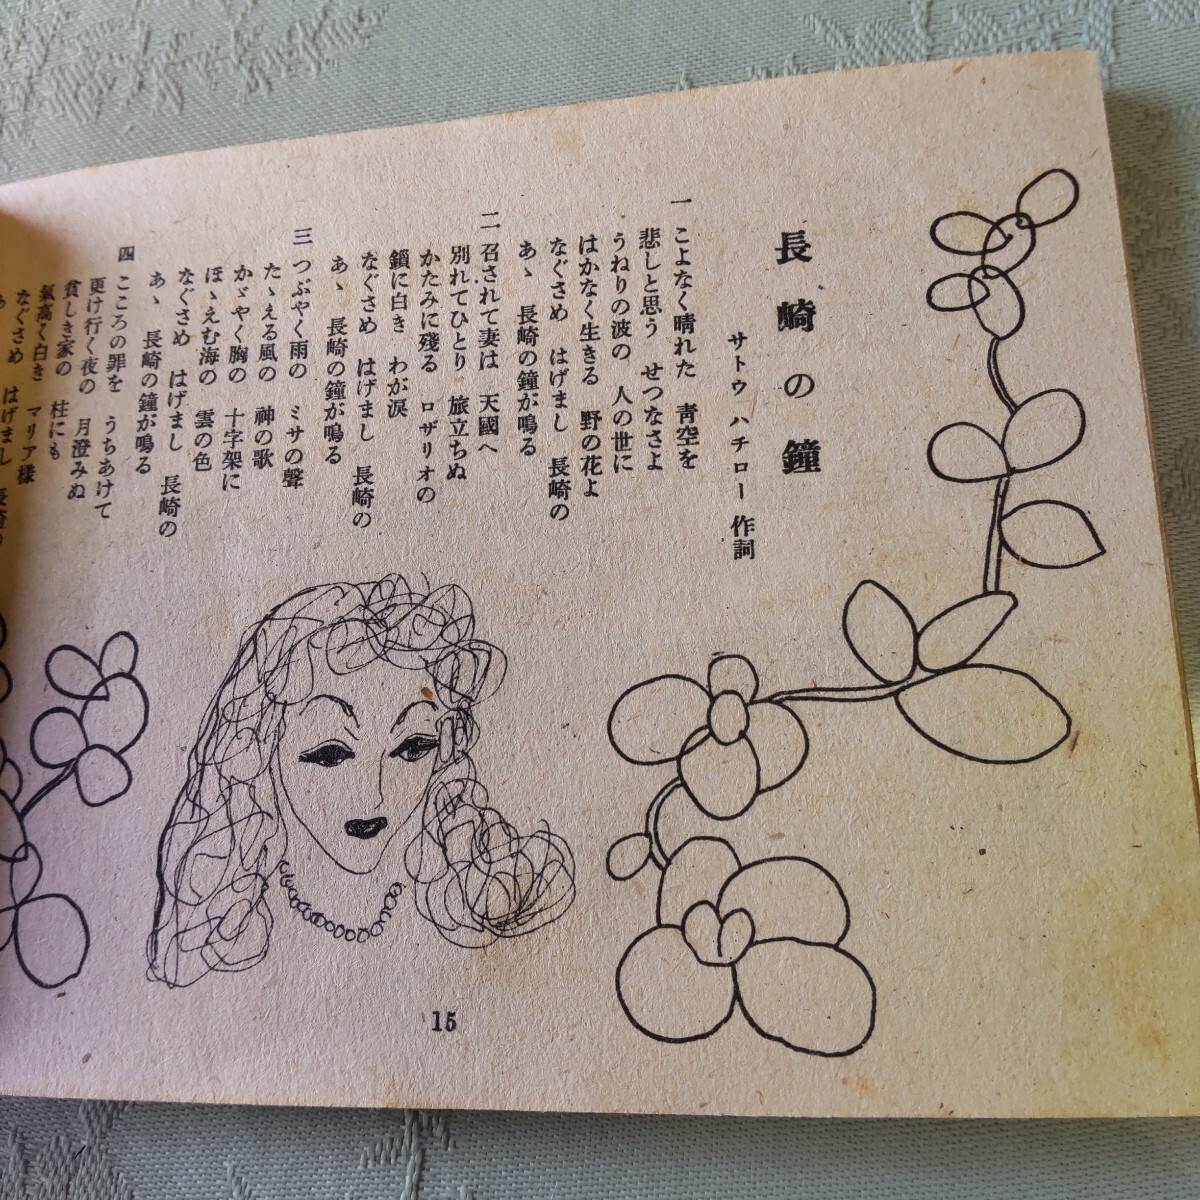 長崎の鐘
サトウ ハチロー 作詞
一 こよなく晴れた 靑空を
悲しと思う せつなさよ
うねりの波の 人の世に
はかなく生きる 野の花よ
なぐさめ はげまし 長崎の
あゝ 長崎の鐘が鳴る
二 召されて妻は 天國へ
別れてひとり 旅立ちぬ
かたみに殘る ロザリオの
鎖に白き わが涙
なぐさめ はげまし 長崎の
あゝ 長崎の鐘が鳴る
三 つぶやく雨の ミサの聲
たゝえる風の 神の歌
かゞやく胸の 十字架に
ほゝえむ海の 雲の色
なぐさめ はげまし 長崎の
あゝ 長崎の鐘が鳴る
四 こころの罪を うちあけて
更け行く夜の 月澄みぬ
貧しき家の 柱にも
氣高く白き マリア樣
なぐさめ はげまし 長崎の
15